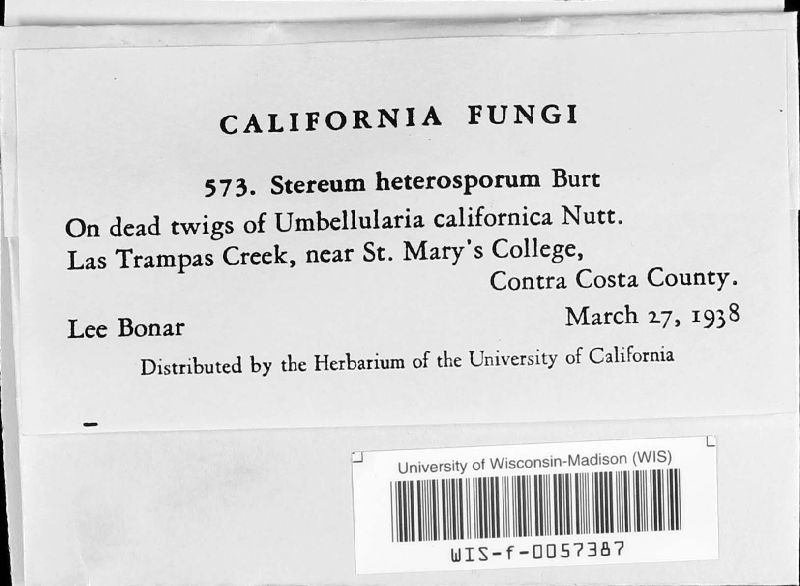 CALIFORNIA FUNGI
573. Stereum heterosporum Burt
On dead twigs of Umbellularia californica Nutt.
Las Trampas Creek, near St. Mary's College,
Contra Costa County.
Lee Bonar March 27, 1938
Distributed by the Herbarium of the University of California
University of Wisconsin-Madison (WIS)
WIS-f-0057387